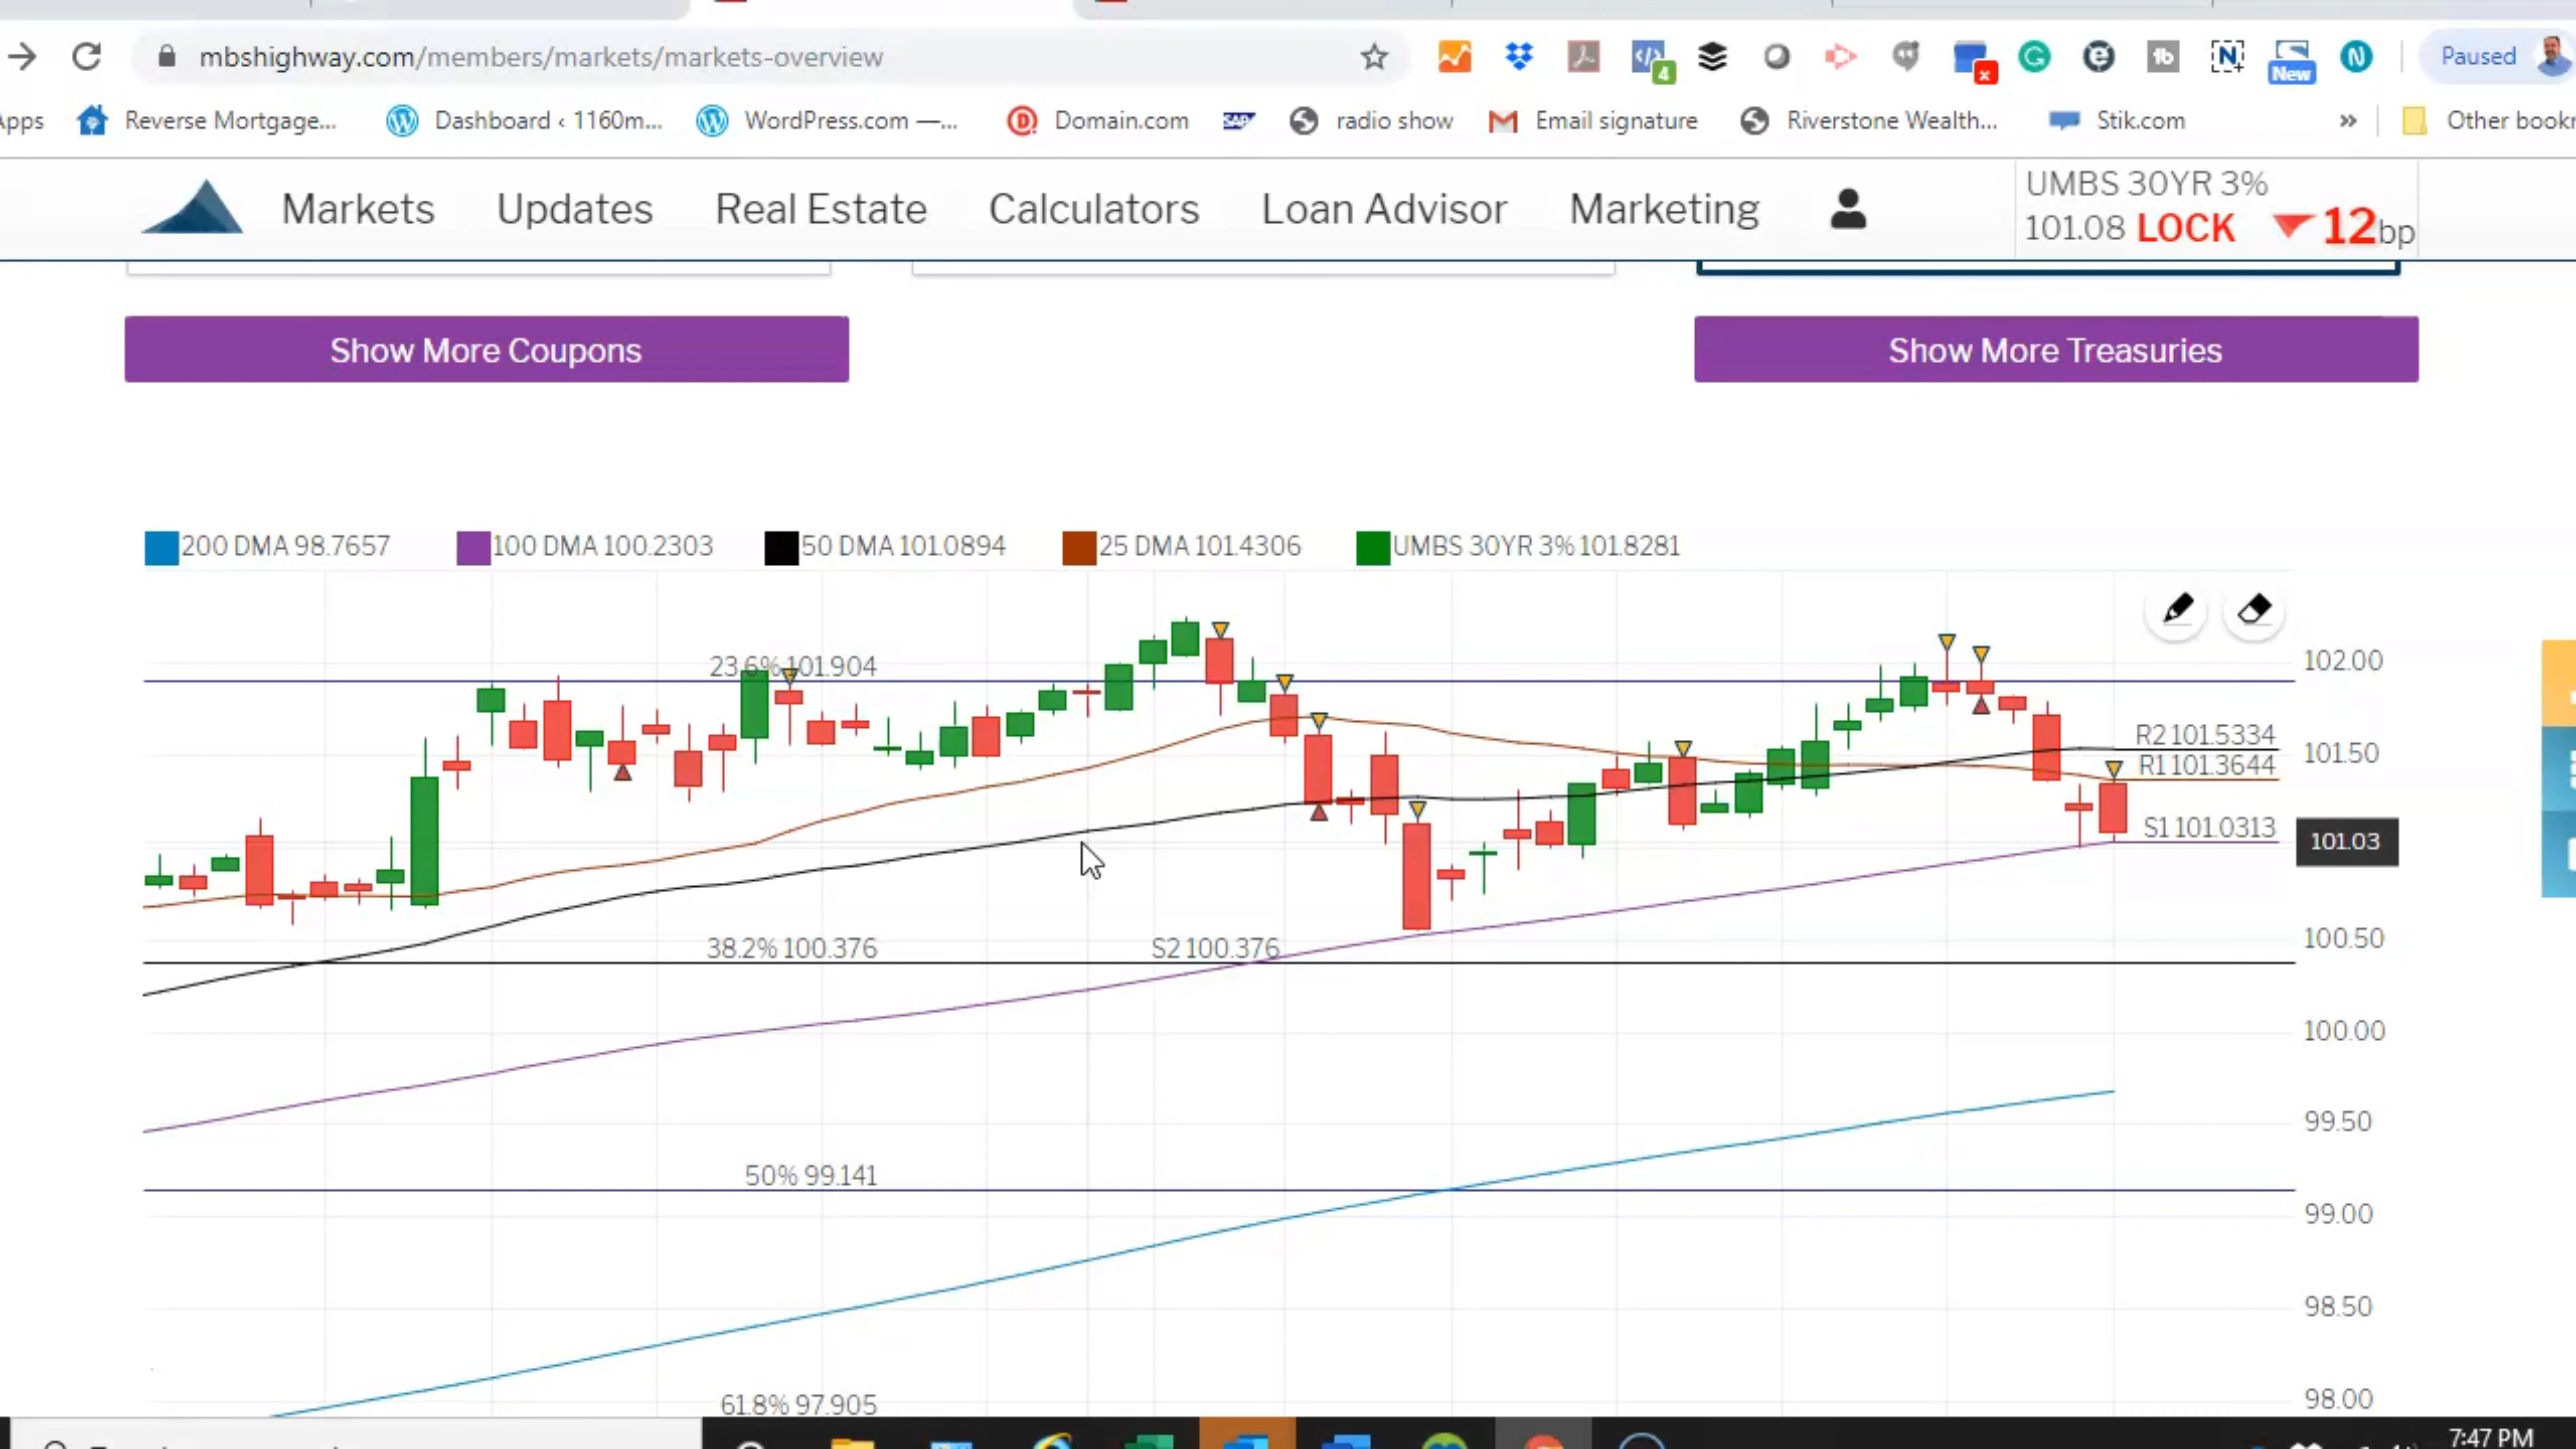 mbshighway.com/members/markets/markets-overview
4
x
tb
N
New
N
Paused
Apps
Reverse Mortgage...
Dashboard ‹ 1160m...
WordPress.com —...
Domain.com
SAP
radio show
Email signature
Riverstone Wealth...
Stik.com
»
Other book
Markets
Updates
Real Estate
Calculators
Loan Advisor
Marketing
UMBS 30YR 3%
101.08 LOCK 12bp
Show More Coupons
Show More Treasuries
200 DMA 98.7657
100 DMA 100.2303
50 DMA 101.0894
25 DMA 101.4306
UMBS 30YR 3% 101.8281
23.6% 101.904
102.00
R2 101.5334
101.50
R1 101.3644
S1 101.0313
101.03
38.2% 100.376
S2 100.376
100.50
100.00
99.50
50% 99.141
99.00
98.50
61.8% 97.905
98.00
7:47 PM